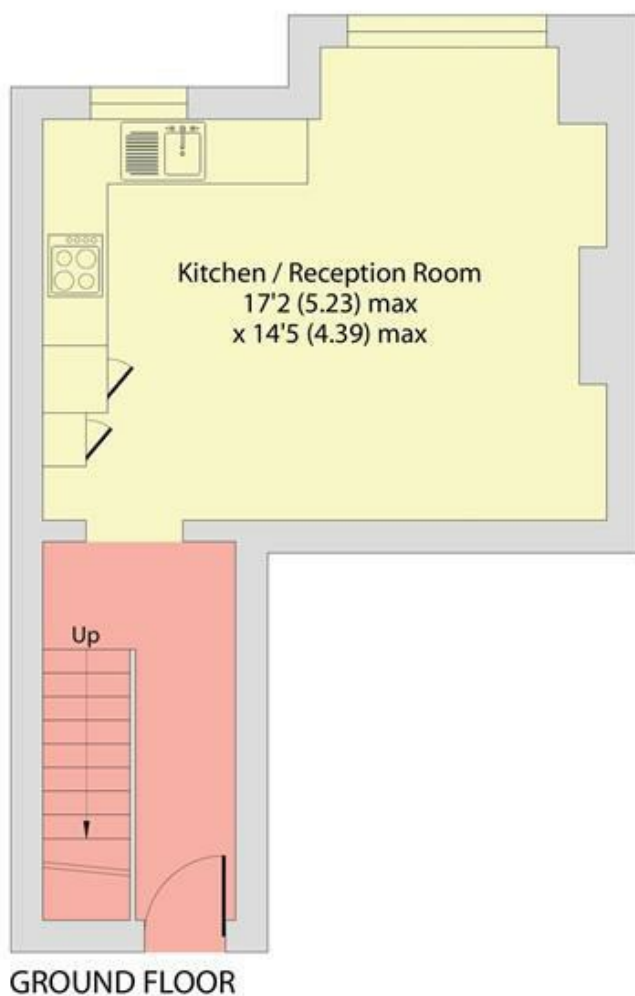 Kitchen / Reception Room
17'2 (5.23) max
x 14'5 (4.39) max
Up
GROUND FLOOR